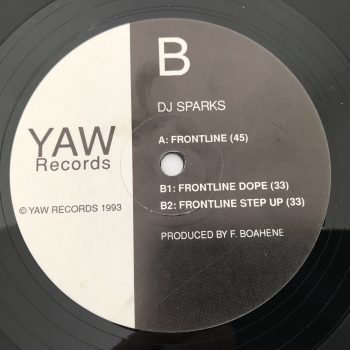 B
DJ SPARKS
A: FRONTLINE (45)
YAW
Records
B1: FRONTLINE DOPE (33)
B2: FRONTLINE STEP UP (33)
© YAW RECORDS 1993
PRODUCED BY F. BOAHENE